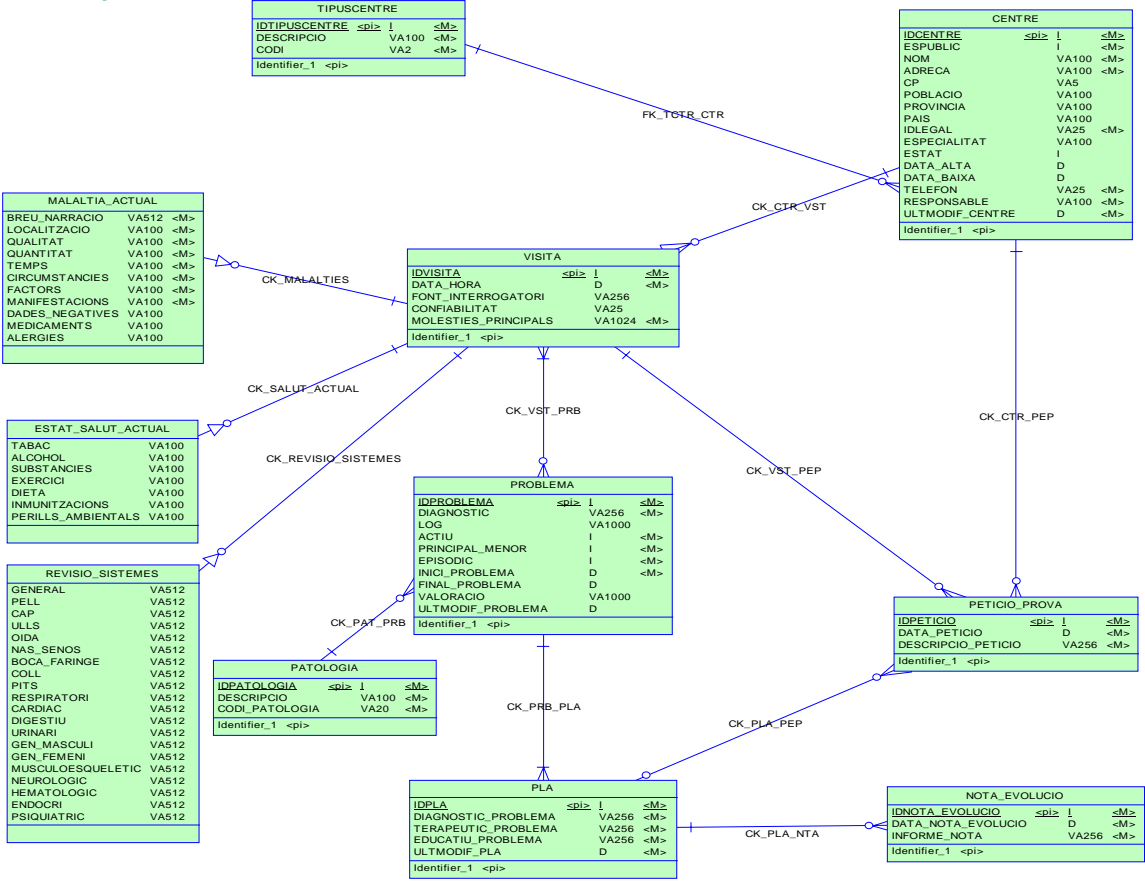 TIPUSCENTRE
IDTIPUSCENTRE <pi> I <M>
DESCRIPCIO VA100 <M>
CODI VA2 <M>
Identifier_1 <pi>
CENTRE
IDCENTRE <pi> I <M>
ESPUBLIC I <M>
NOM VA100 <M>
ADRECA VA100 <M>
CP VA5
POBLACIO VA100
PROVINCIA VA100
PAIS VA100
IDLEGAL VA25 <M>
ESPECIALITAT VA100
ESTAT I
DATA_ALTA D
DATA_BAIXA D
TELEFON VA25 <M>
RESPONSABLE VA100 <M>
ULTMODIF_CENTRE D <M>
Identifier_1 <pi>
FK_TCTR_CTR
CK_CTR_VST
MALALTIA_ACTUAL
BREU_NARRACIO VA512 <M>
LOCALITZACIO VA100 <M>
QUALITAT VA100 <M>
QUANTITAT VA100 <M>
TEMPS VA100 <M>
CIRCUMSTANCIES VA100 <M>
FACTORS VA100 <M>
MANIFESTACIONS VA100 <M>
DADES_NEGATIVES VA100
MEDICAMENTS VA100
ALERGIES VA100
CK_MALALTIES
VISITA
IDVISITA <pi> I <M>
DATA_HORA D <M>
FONT_INTERROGATORI VA256
CONFIABILITAT VA25
MOLESTIES_PRINCIPALS VA1024 <M>
Identifier_1 <pi>
CK_SALUT_ACTUAL
CK_VST_PRB
CK_CTR_PEP
ESTAT_SALUT_ACTUAL
TABAC VA100
ALCOHOL VA100
SUBSTANCIES VA100
EXERCICI VA100
DIETA VA100
INMUNITZACIONS VA100
PERILLS_AMBIENTALS VA100
CK_REVISIO_SISTEMES
CK_VST_PEP
PROBLEMA
IDPROBLEMA <pi> I <M>
DIAGNOSTIC VA256 <M>
LOG VA1000
ACTIU I <M>
PRINCIPAL_MENOR I <M>
EPISODIC I <M>
INICI_PROBLEMA D <M>
FINAL_PROBLEMA D
VALORACIO VA1000
ULTMODIF_PROBLEMA D
Identifier_1 <pi>
REVISIO_SISTEMES
GENERAL VA512
PELL VA512
CAP VA512
ULLS VA512
OIDA VA512
NAS_SENOS VA512
BOCA_FARINGE VA512
COLL VA512
PITS VA512
RESPIRATORI VA512
CARDIAC VA512
DIGESTIU VA512
URINARI VA512
GEN_MASCULI VA512
GEN_FEMENI VA512
MUSCULOESQUELETIC VA512
NEUROLOGIC VA512
HEMATOLOGIC VA512
ENDOCRI VA512
PSIQUIATRIC VA512
CK_PAT_PRB
PETICIO_PROVA
IDPETICIO <pi> I <M>
DATA_PETICIO D <M>
DESCRIPCIO_PETICIO VA256 <M>
Identifier_1 <pi>
PATOLOGIA
IDPATOLOGIA <pi> I <M>
DESCRIPCIO VA100 <M>
CODI_PATOLOGIA VA20 <M>
Identifier_1 <pi>
CK_PRB_PLA
CK_PLA_PEP
PLA
IDPLA <pi> I <M>
DIAGNOSTIC_PROBLEMA VA256 <M>
TERAPEUTIC_PROBLEMA VA256 <M>
EDUCATIU_PROBLEMA VA256 <M>
ULTMODIF_PLA D <M>
Identifier_1 <pi>
CK_PLA_NTA
NOTA_EVOLUCIO
IDNOTA_EVOLUCIO <pi> I <M>
DATA_NOTA_EVOLUCIO D <M>
INFORME_NOTA VA256 <M>
Identifier_1 <pi>